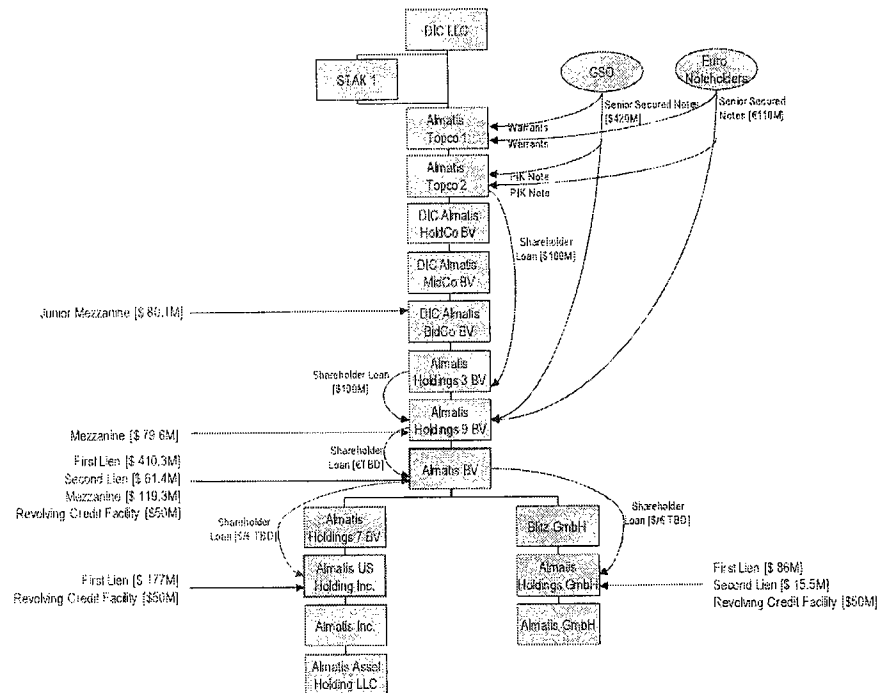 DIC LLC
STAK 1
GSO
Euro
Noteholders
Senior Secured Notes
[$420M]
Senior Secured
Notes [€110M]
Almatis
Topco 1
Warrants
Warrants
Almatis
Topco 2
PIK Note
PIK Note
DIC Almatis
HoldCo BV
Shareholder
Loan [$100M]
DIC Almatis
MidCo BV
Junior Mezzanine [$ 80.1M]
DIC Almatis
BidCo BV
Almatis
Holdings 3 BV
Shareholder Loan
[$100M]
Almatis
Holdings 9 BV
Mezzanine [$ 79.6M]
Shareholder
Loan [€TBD]
First Lien [$ 410.3M]
Second Lien [$ 61.4M]
Mezzanine [$ 119.3M]
Revolving Credit Facility [$50M]
Almatis BV
Shareholder
Loan [$/€ TBD]
Shareholder
Loan [$/€ TBD]
Almatis
Holdings 7 BV
Blitz GmbH
First Lien [$ 177M]
Revolving Credit Facility [$50M]
Almatis US
Holding Inc.
Almatis
Holdings GmbH
First Lien [$ 86M]
Second Lien [$ 15.5M]
Revolving Credit Facility [$50M]
Almatis Inc.
Almatis GmbH
Almatis Asset
Holding LLC